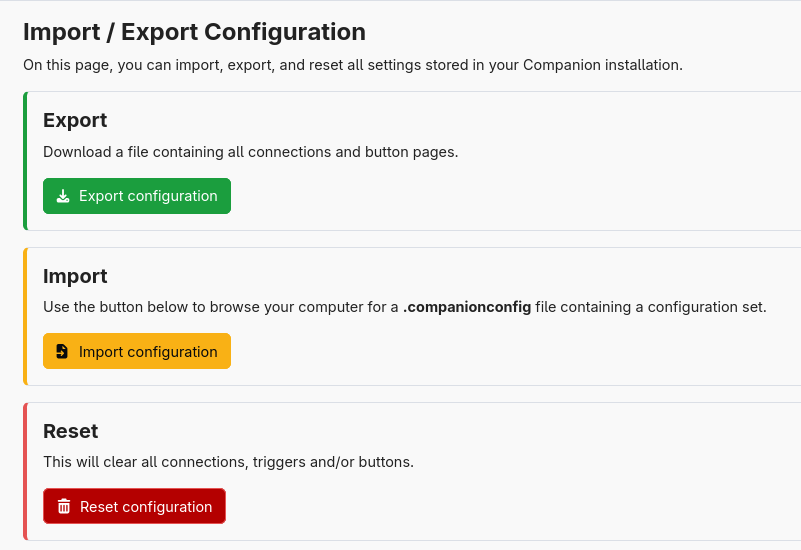 Import / Export Configuration
On this page, you can import, export, and reset all settings stored in your Companion installation.
Export
Download a file containing all connections and button pages.
Export configuration
Import
Use the button below to browse your computer for a .companionconfig file containing a configuration set.
Import configuration
Reset
This will clear all connections, triggers and/or buttons.
Reset configuration